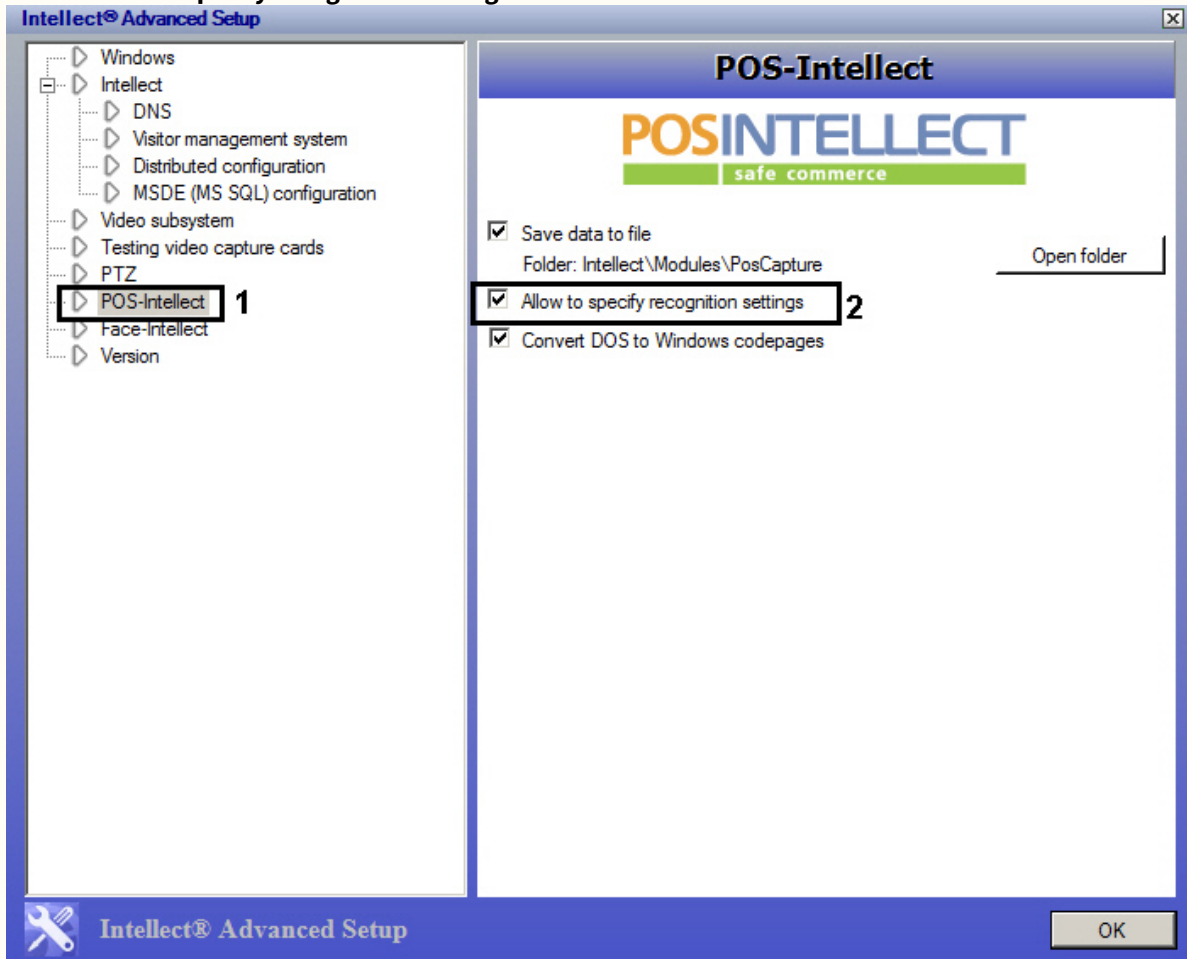 Intellect® Advanced Setup
Windows
Intellect
DNS
Visitor management system
Distributed configuration
MSDE (MS SQL) configuration
Video subsystem
Testing video capture cards
PTZ
POS-Intellect 1
Face-Intellect
Version
POS-Intellect
POSINTELLECT
safe commerce
Save data to file
Folder: Intellect\Modules\PosCapture
Open folder
Allow to specify recognition settings 2
Convert DOS to Windows codepages
Intellect® Advanced Setup
OK